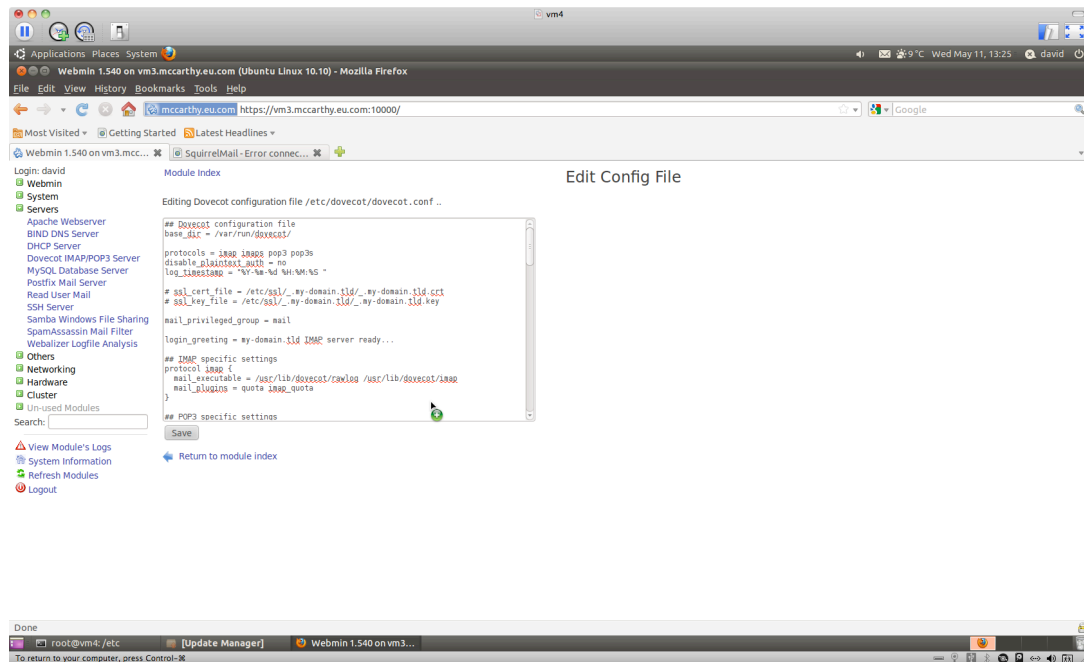 vm4
Applications Places System
9°C Wed May 11, 13:25 david
Webmin 1.540 on vm3.mccarthy.eu.com (Ubuntu Linux 10.10) - Mozilla Firefox
File Edit View History Bookmarks Tools Help
mccarthy.eu.com https://vm3.mccarthy.eu.com:10000/
Google
Most Visited Getting Started Latest Headlines
Webmin 1.540 on vm3.mcc... SquirrelMail - Error connec...
Login: david
Webmin
System
Servers
Apache Webserver
BIND DNS Server
DHCP Server
Dovecot IMAP/POP3 Server
MySQL Database Server
Postfix Mail Server
Read User Mail
SSH Server
Samba Windows File Sharing
SpamAssassin Mail Filter
Webalizer Logfile Analysis
Others
Networking
Hardware
Cluster
Un-used Modules
Search:
View Module's Logs
System Information
Refresh Modules
Logout
Module Index
Edit Config File
Editing Dovecot configuration file /etc/dovecot/dovecot.conf ..
## Dovecot configuration file
base_dir = /var/run/dovecot/
protocols = imap imaps pop3 pop3s
disable_plaintext_auth = no
log_timestamp = "%Y-%m-%d %H:%M:%S "
# ssl_cert_file = /etc/ssl/_.my-domain.tld/_.my-domain.tld.crt
# ssl_key_file = /etc/ssl/_.my-domain.tld/_.my-domain.tld.key
mail_privileged_group = mail
login_greeting = my-domain.tld IMAP server ready...
## IMAP specific settings
protocol imap {
mail_executable = /usr/lib/dovecot/rawlog /usr/lib/dovecot/imap
mail_plugins = quota imap_quota
}
## POP3 specific settings
Save
Return to module index
Done
root@vm4: /etc [Update Manager] Webmin 1.540 on vm3...
To return to your computer, press Control-⌘